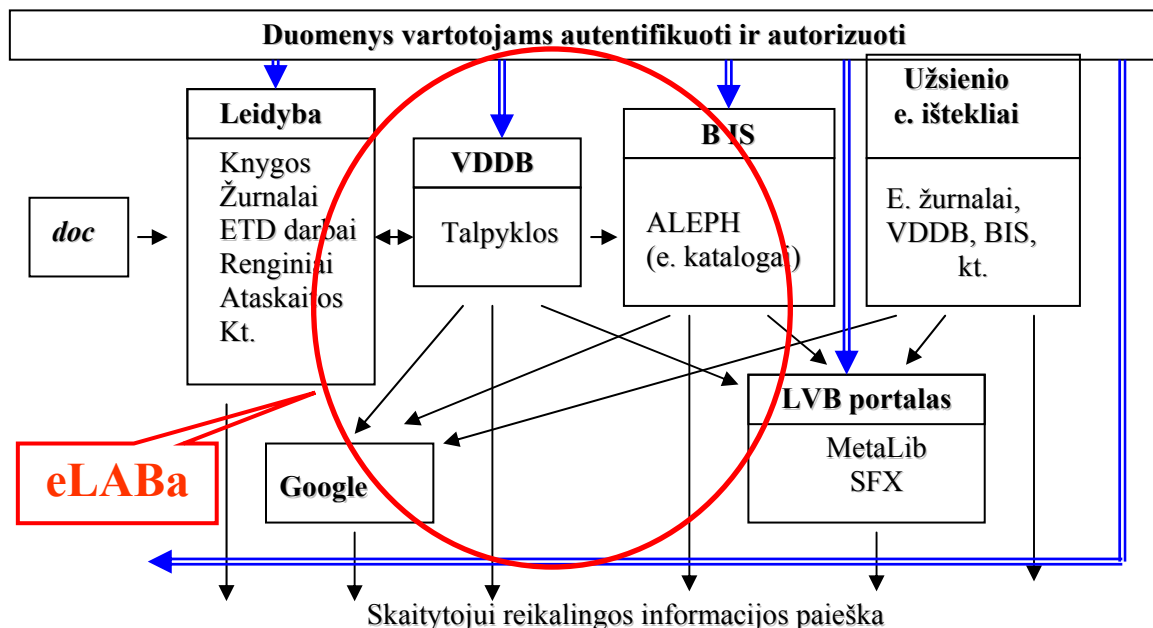 Duomenys vartotojams autentifikuoti ir autorizuoti
Leidyba
Knygos
Žurnalai
ETD darbai
Renginiai
Ataskaitos
Kt.
doc
VDDB
Talpyklos
B IS
ALEPH
(e. katalogai)
Užsienio
e. ištekliai
E. žurnalai,
VDDB, BIS,
kt.
LVB portalas
MetaLib
SFX
eLABa
Google
Skaitytojui reikalingos informacijos paieška